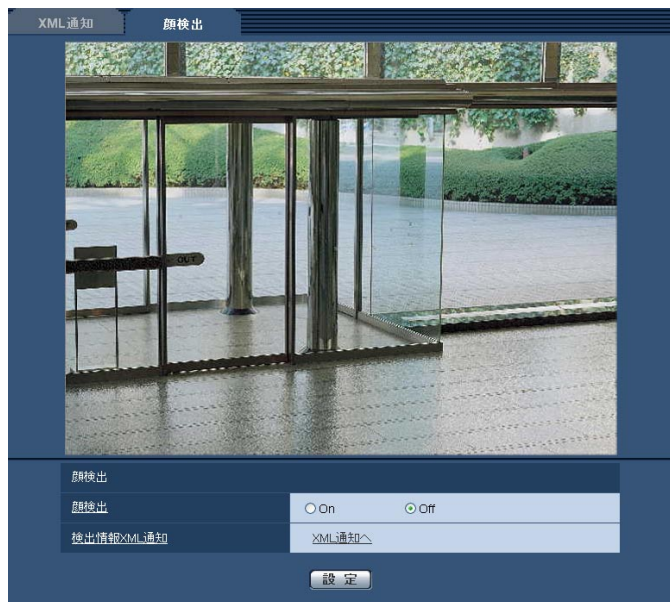 XML通知 顔検出
OUT
顔検出
顔検出 On Off
検出情報XML通知 XML通知へ
設 定